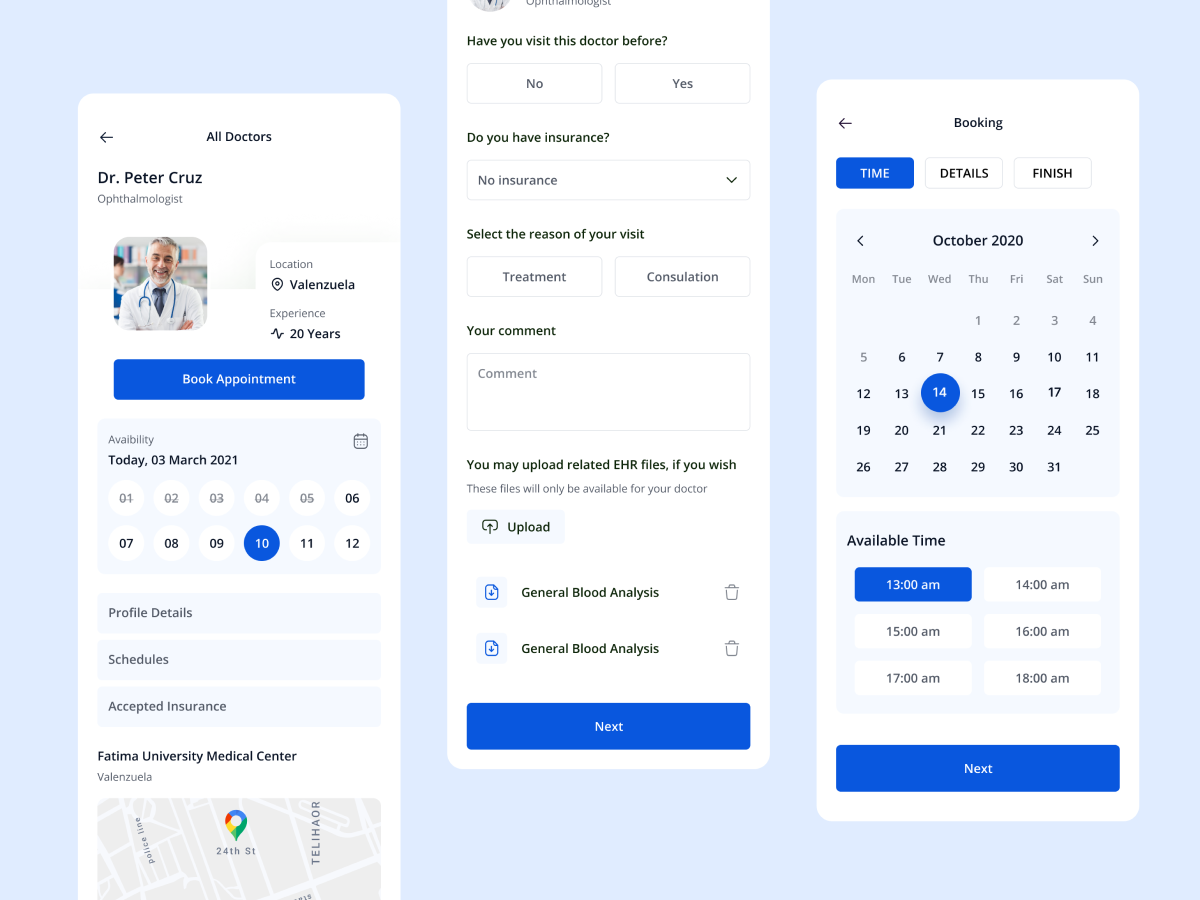 All Doctors
Dr. Peter Cruz
Ophthalmologist
Location
Valenzuela
Experience
20 Years
Book Appointment
Avaibility
Today, 03 March 2021
01 02 03 04 05 06
07 08 09 10 11 12
Profile Details
Schedules
Accepted Insurance
Fatima University Medical Center
Valenzuela
police line
24th St
TELIHAOR
Ophthalmologist
Have you visit this doctor before?
No Yes
Do you have insurance?
No insurance
Select the reason of your visit
Treatment Consulation
Your comment
Comment
You may upload related EHR files, if you wish
These files will only be available for your doctor
Upload
General Blood Analysis
General Blood Analysis
Next
Booking
TIME DETAILS FINISH
October 2020
Mon Tue Wed Thu Fri Sat Sun
1 2 3 4
5 6 7 8 9 10 11
12 13 14 15 16 17 18
19 20 21 22 23 24 25
26 27 28 29 30 31
Available Time
13:00 am 14:00 am
15:00 am 16:00 am
17:00 am 18:00 am
Next